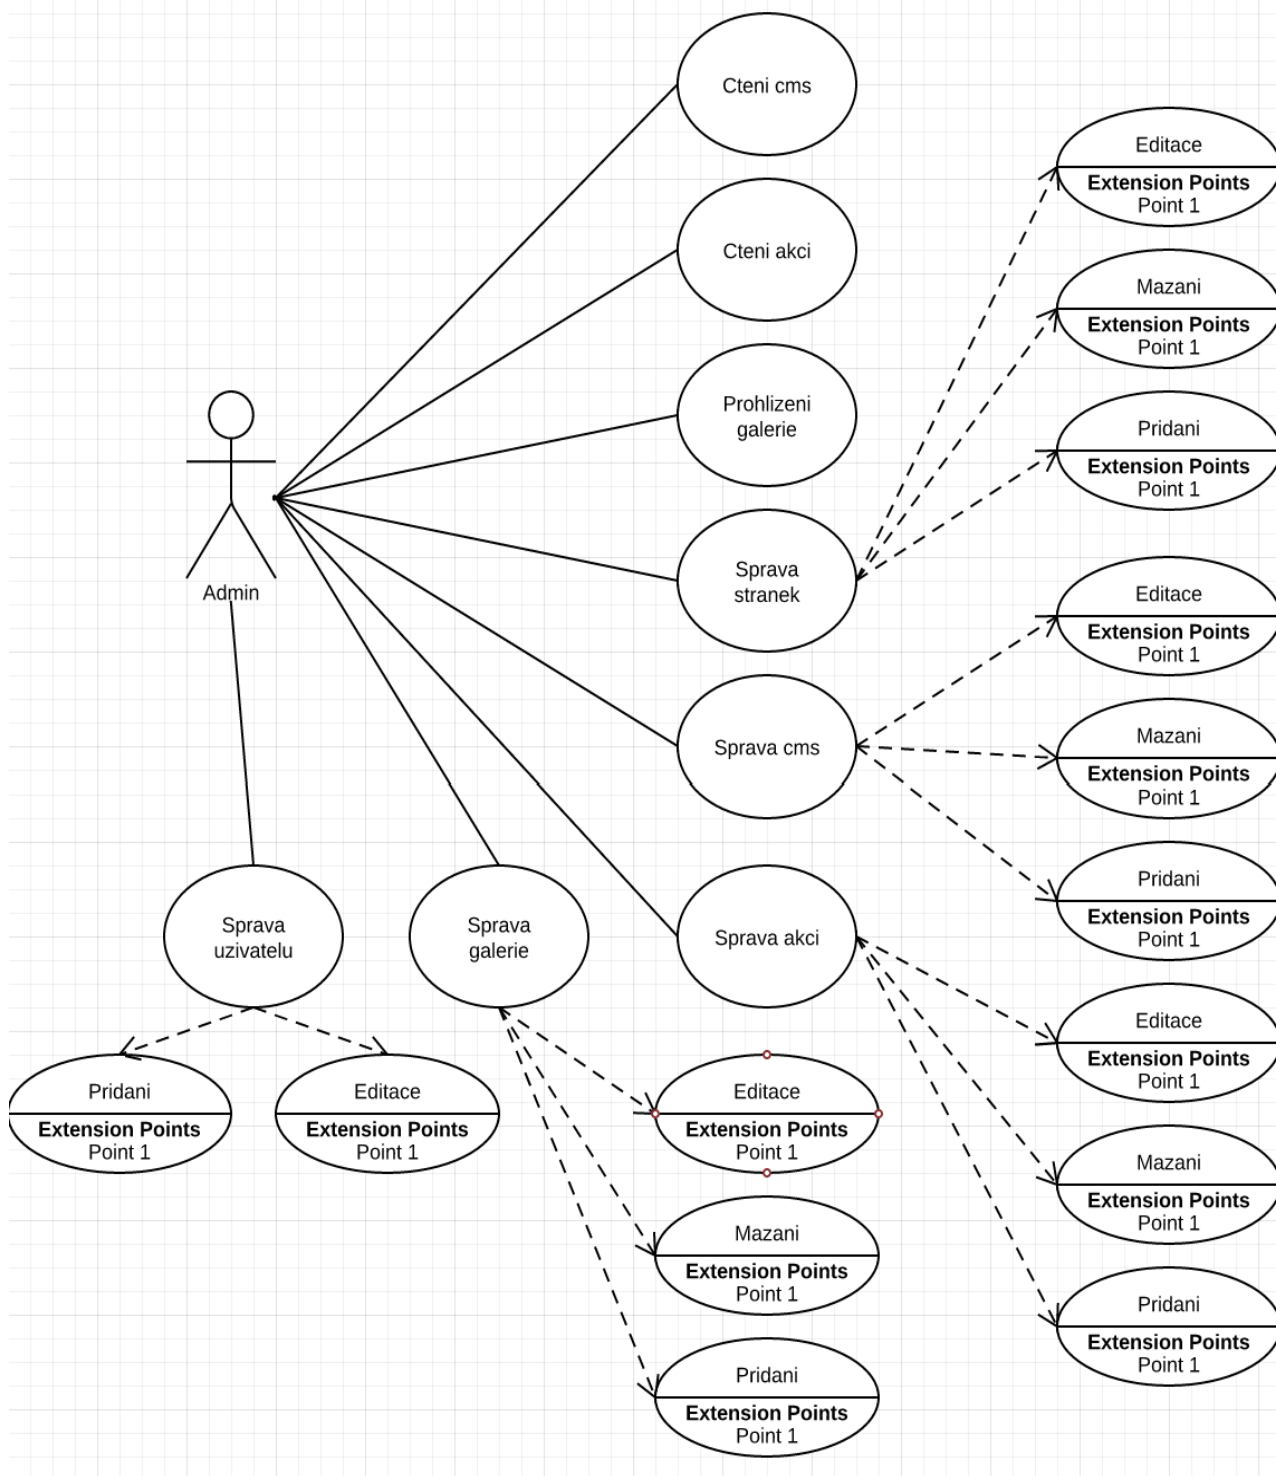 Cteni cms
Editace
Extension Points
Point 1
Cteni akci
Mazani
Extension Points
Point 1
Prohlizeni
galerie
Pridani
Extension Points
Point 1
Admin
Sprava
stranek
Editace
Extension Points
Point 1
Sprava cms
Mazani
Extension Points
Point 1
Pridani
Extension Points
Point 1
Sprava
uzivatelu
Sprava
galerie
Sprava akci
Editace
Extension Points
Point 1
Pridani
Extension Points
Point 1
Editace
Extension Points
Point 1
Editace
Extension Points
Point 1
Mazani
Extension Points
Point 1
Mazani
Extension Points
Point 1
Pridani
Extension Points
Point 1
Pridani
Extension Points
Point 1